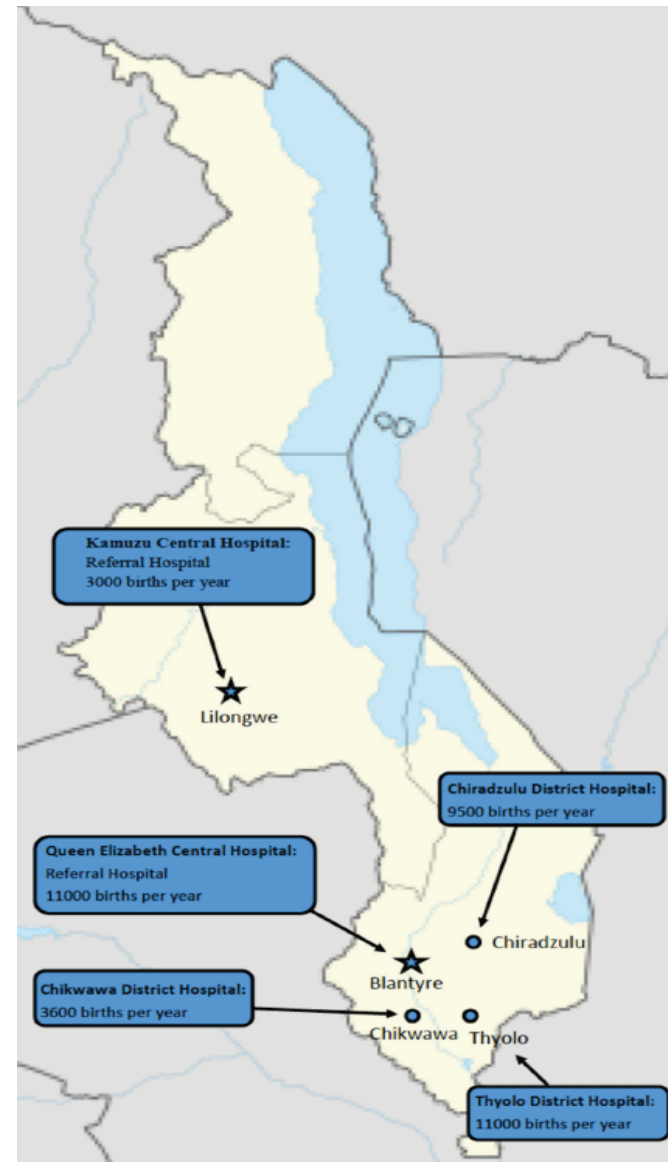 Kamuzu Central Hospital:
Referral Hospital
3000 births per year
Lilongwe
Chiradzulu District Hospital:
9500 births per year
Queen Elizabeth Central Hospital:
Referral Hospital
11000 births per year
Chiradzulu
Blantyre
Chikwawa District Hospital:
3600 births per year
Chikwawa
Thyolo
Thyolo District Hospital:
11000 births per year